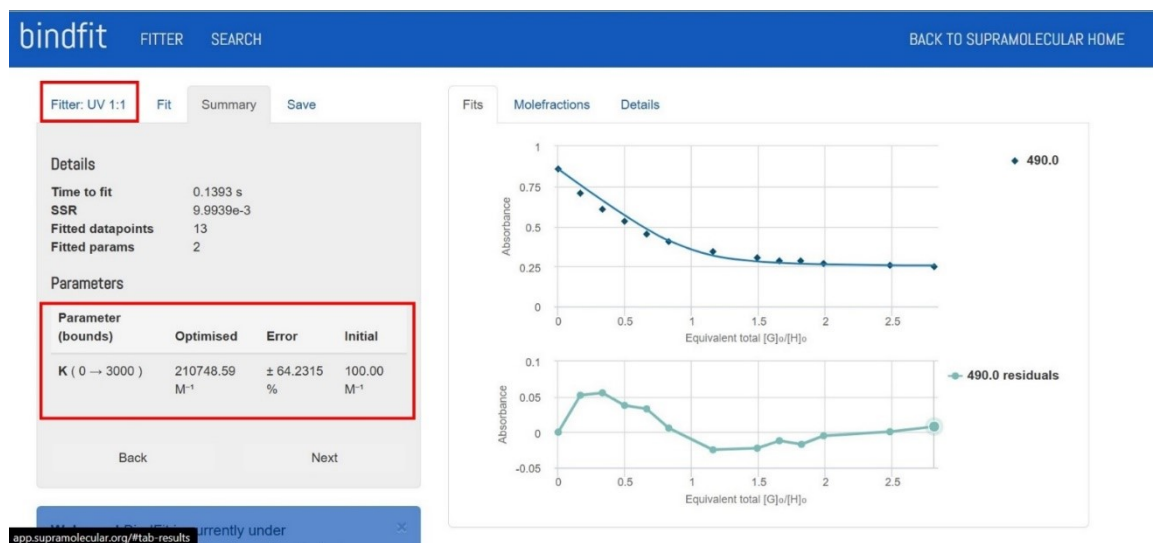 bindfit FITTER SEARCH BACK TO SUPRAMOLECULAR HOME
Fitter: UV 1:1 Fit Summary Save
Details
Time to fit 0.1393 s
SSR 9.9939e-3
Fitted datapoints 13
Fitted params 2
Parameters
Parameter
(bounds) Optimised Error Initial
K ( 0 → 3000 ) 210748.59 ± 64.2315 100.00
M⁻¹ % M⁻¹
Back Next
BindFit is currently under ×
app.supramolecular.org/#tab-results
Fits Molefractions Details
1
0.75
0.5
0.25
0
Absorbance
0 0.5 1 1.5 2 2.5
Equivalent total [G]₀/[H]₀
490.0
0.1
0.05
0
-0.05
Absorbance
0 0.5 1 1.5 2 2.5
Equivalent total [G]₀/[H]₀
490.0 residuals